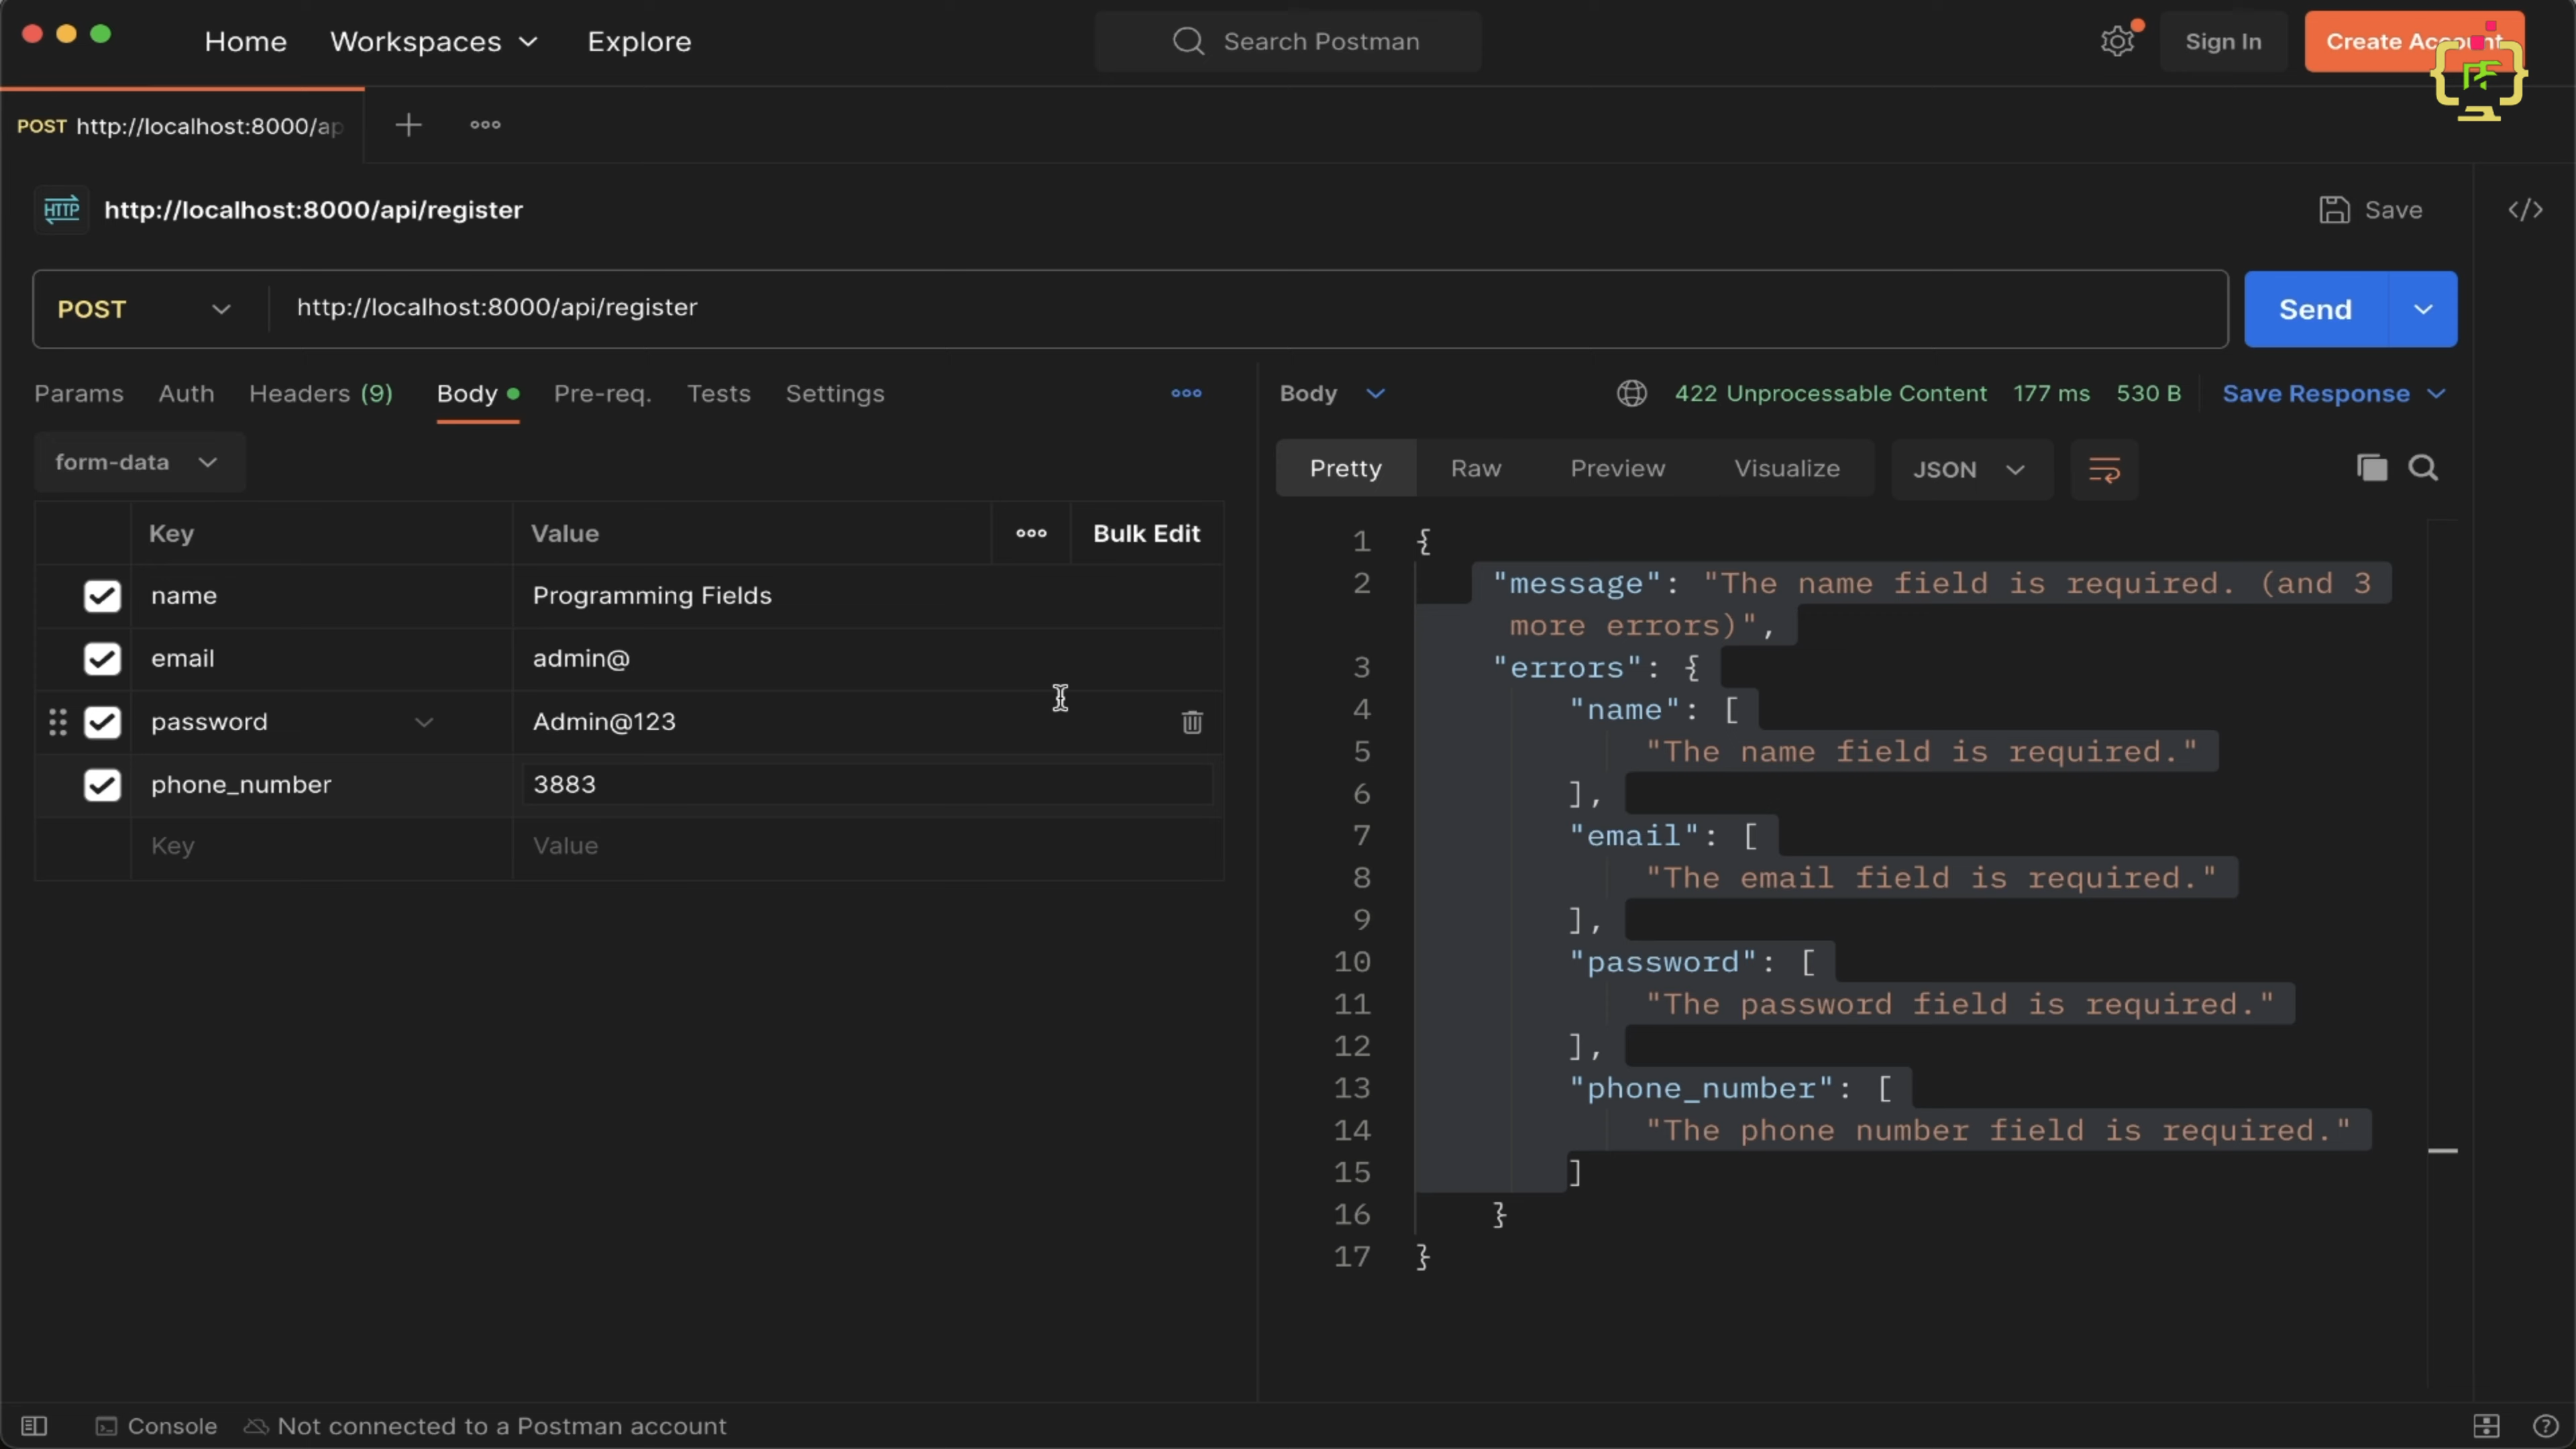 Home Workspaces Explore Search Postman Sign In Create Account
POST http://localhost:8000/ap
HTTP http://localhost:8000/api/register Save </>
POST http://localhost:8000/api/register Send
Params Auth Headers (9) Body Pre-req. Tests Settings
form-data
Key Value Bulk Edit
name Programming Fields
email admin@
password Admin@123
phone_number 3883
Key Value
Body 422 Unprocessable Content 177 ms 530 B Save Response
Pretty Raw Preview Visualize JSON
1 {
2 "message": "The name field is required. (and 3
more errors)",
3 "errors": {
4 "name": [
5 "The name field is required."
6 ],
7 "email": [
8 "The email field is required."
9 ],
10 "password": [
11 "The password field is required."
12 ],
13 "phone_number": [
14 "The phone number field is required."
15 ]
16 }
17 }
Console Not connected to a Postman account